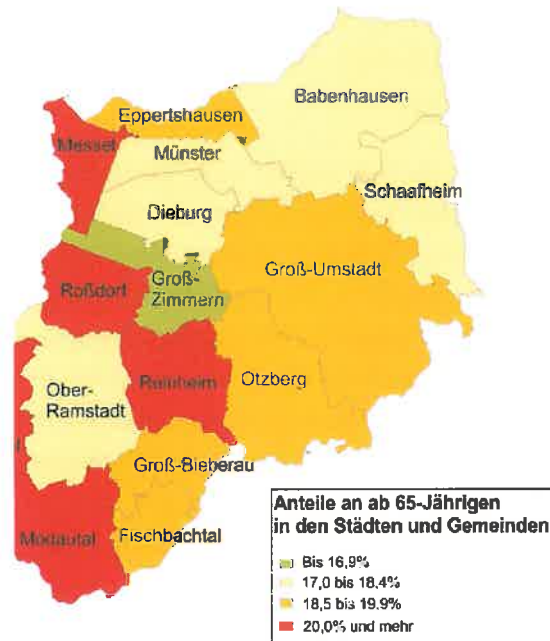 Babenhausen
Eppertshausen
Messel
Münster
Schaafheim
Dieburg
Groß-Umstadt
Groß-
Zimmern
Roßdorf
Reinheim
Otzberg
Ober-
Ramstadt
Groß-Bieberau
Modautal
Fischbachtal
Anteile an ab 65-Jährigen
in den Städten und Gemeinden
Bis 16,9%
17,0 bis 18.4%
18,5 bis 19.9%
20,0% und mehr